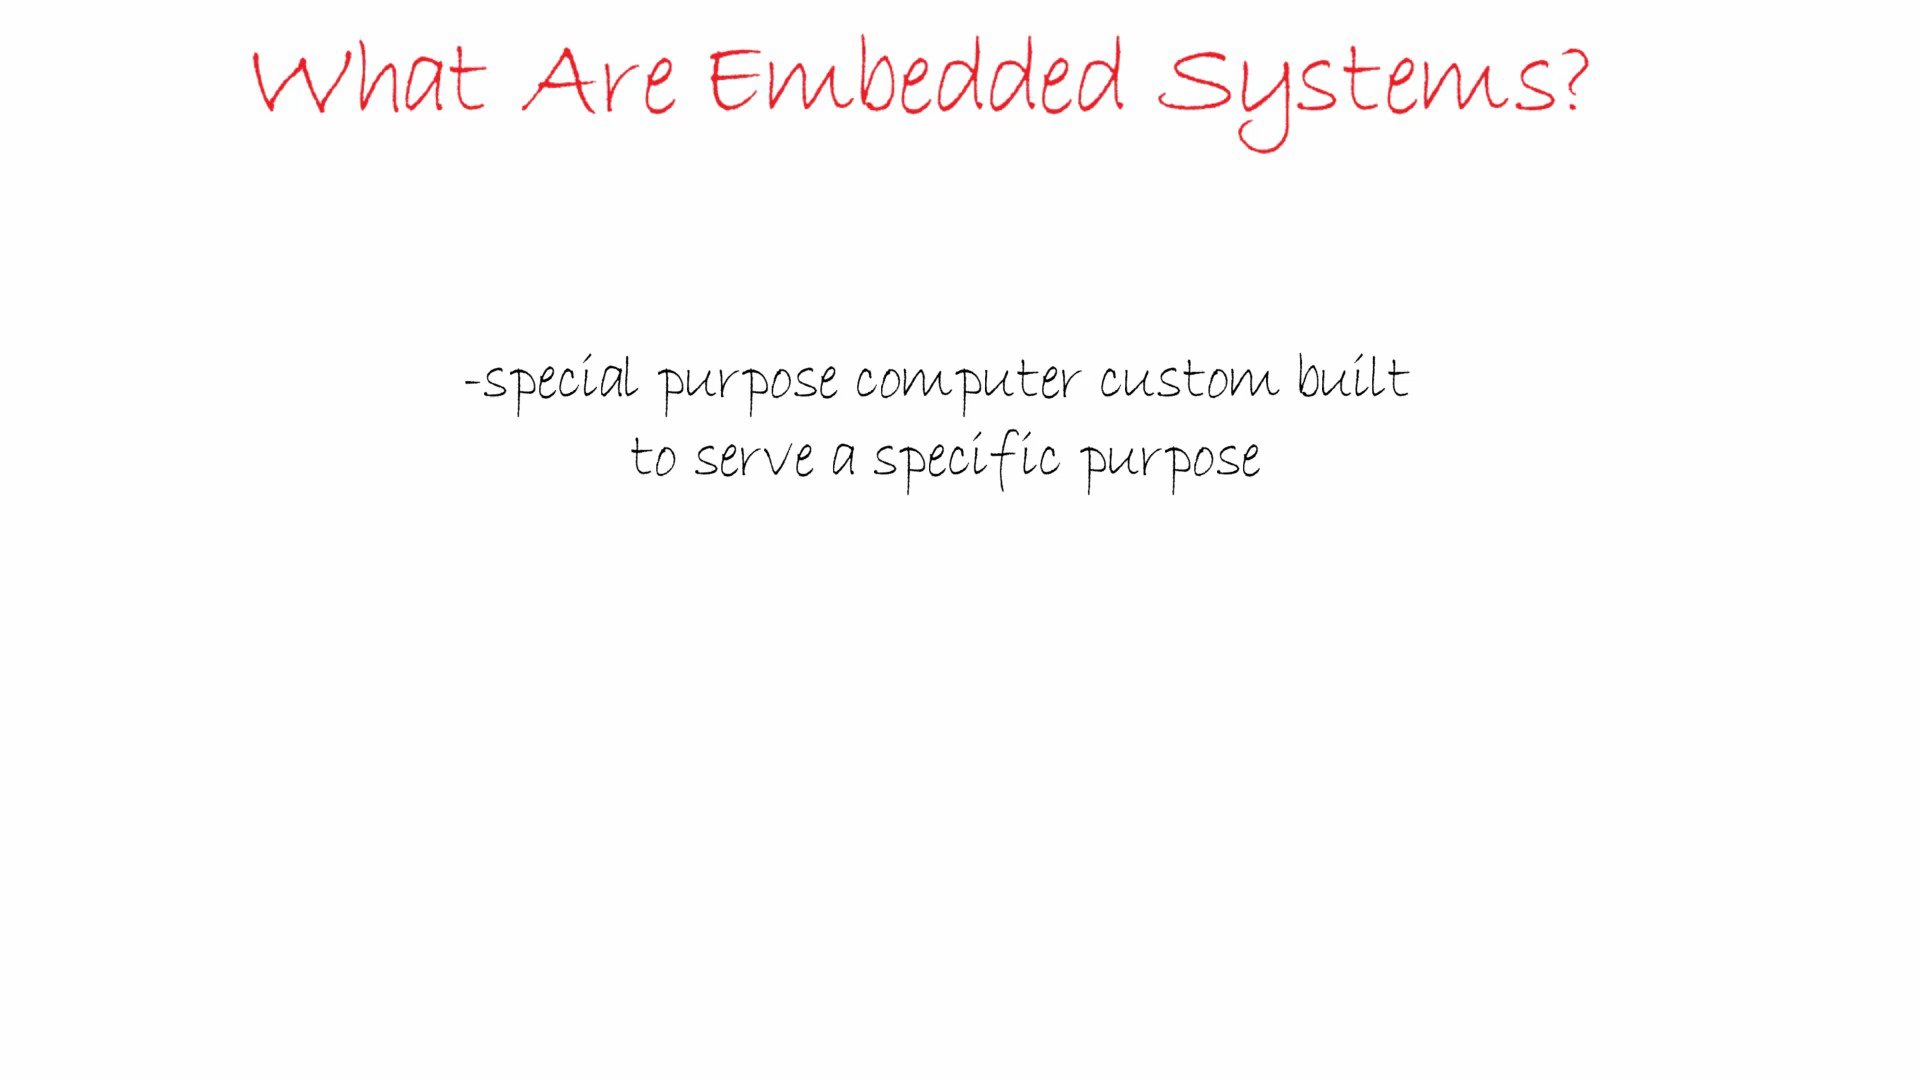 What Are Embedded Systems?
-special purpose computer custom built
to serve a specific purpose